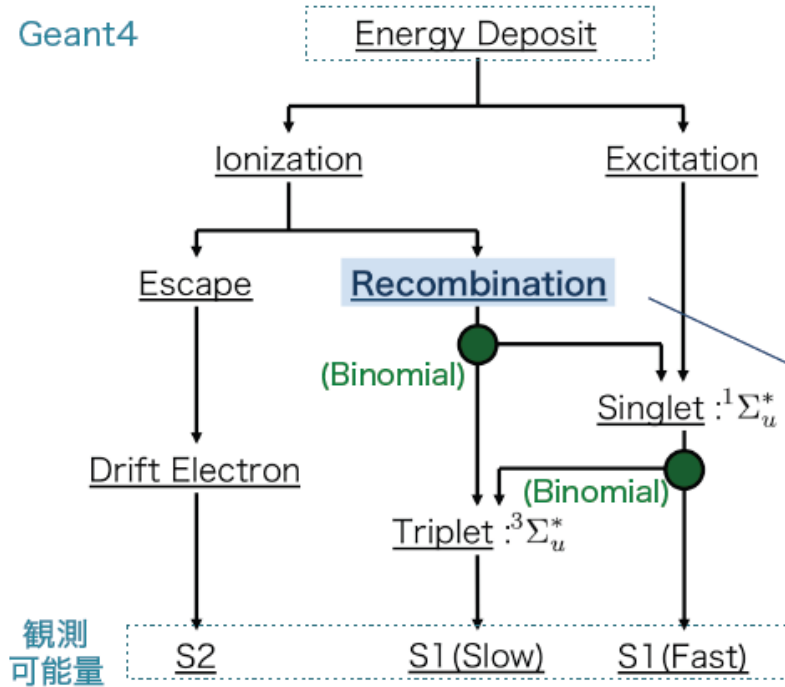 Geant4
Energy Deposit
Ionization
Excitation
Escape
Recombination
(Binomial)
Singlet : ¹Σ*ᵤ
Drift Electron
(Binomial)
Triplet : ³Σ*ᵤ
観測
可能量
S2
S1(Slow)
S1(Fast)